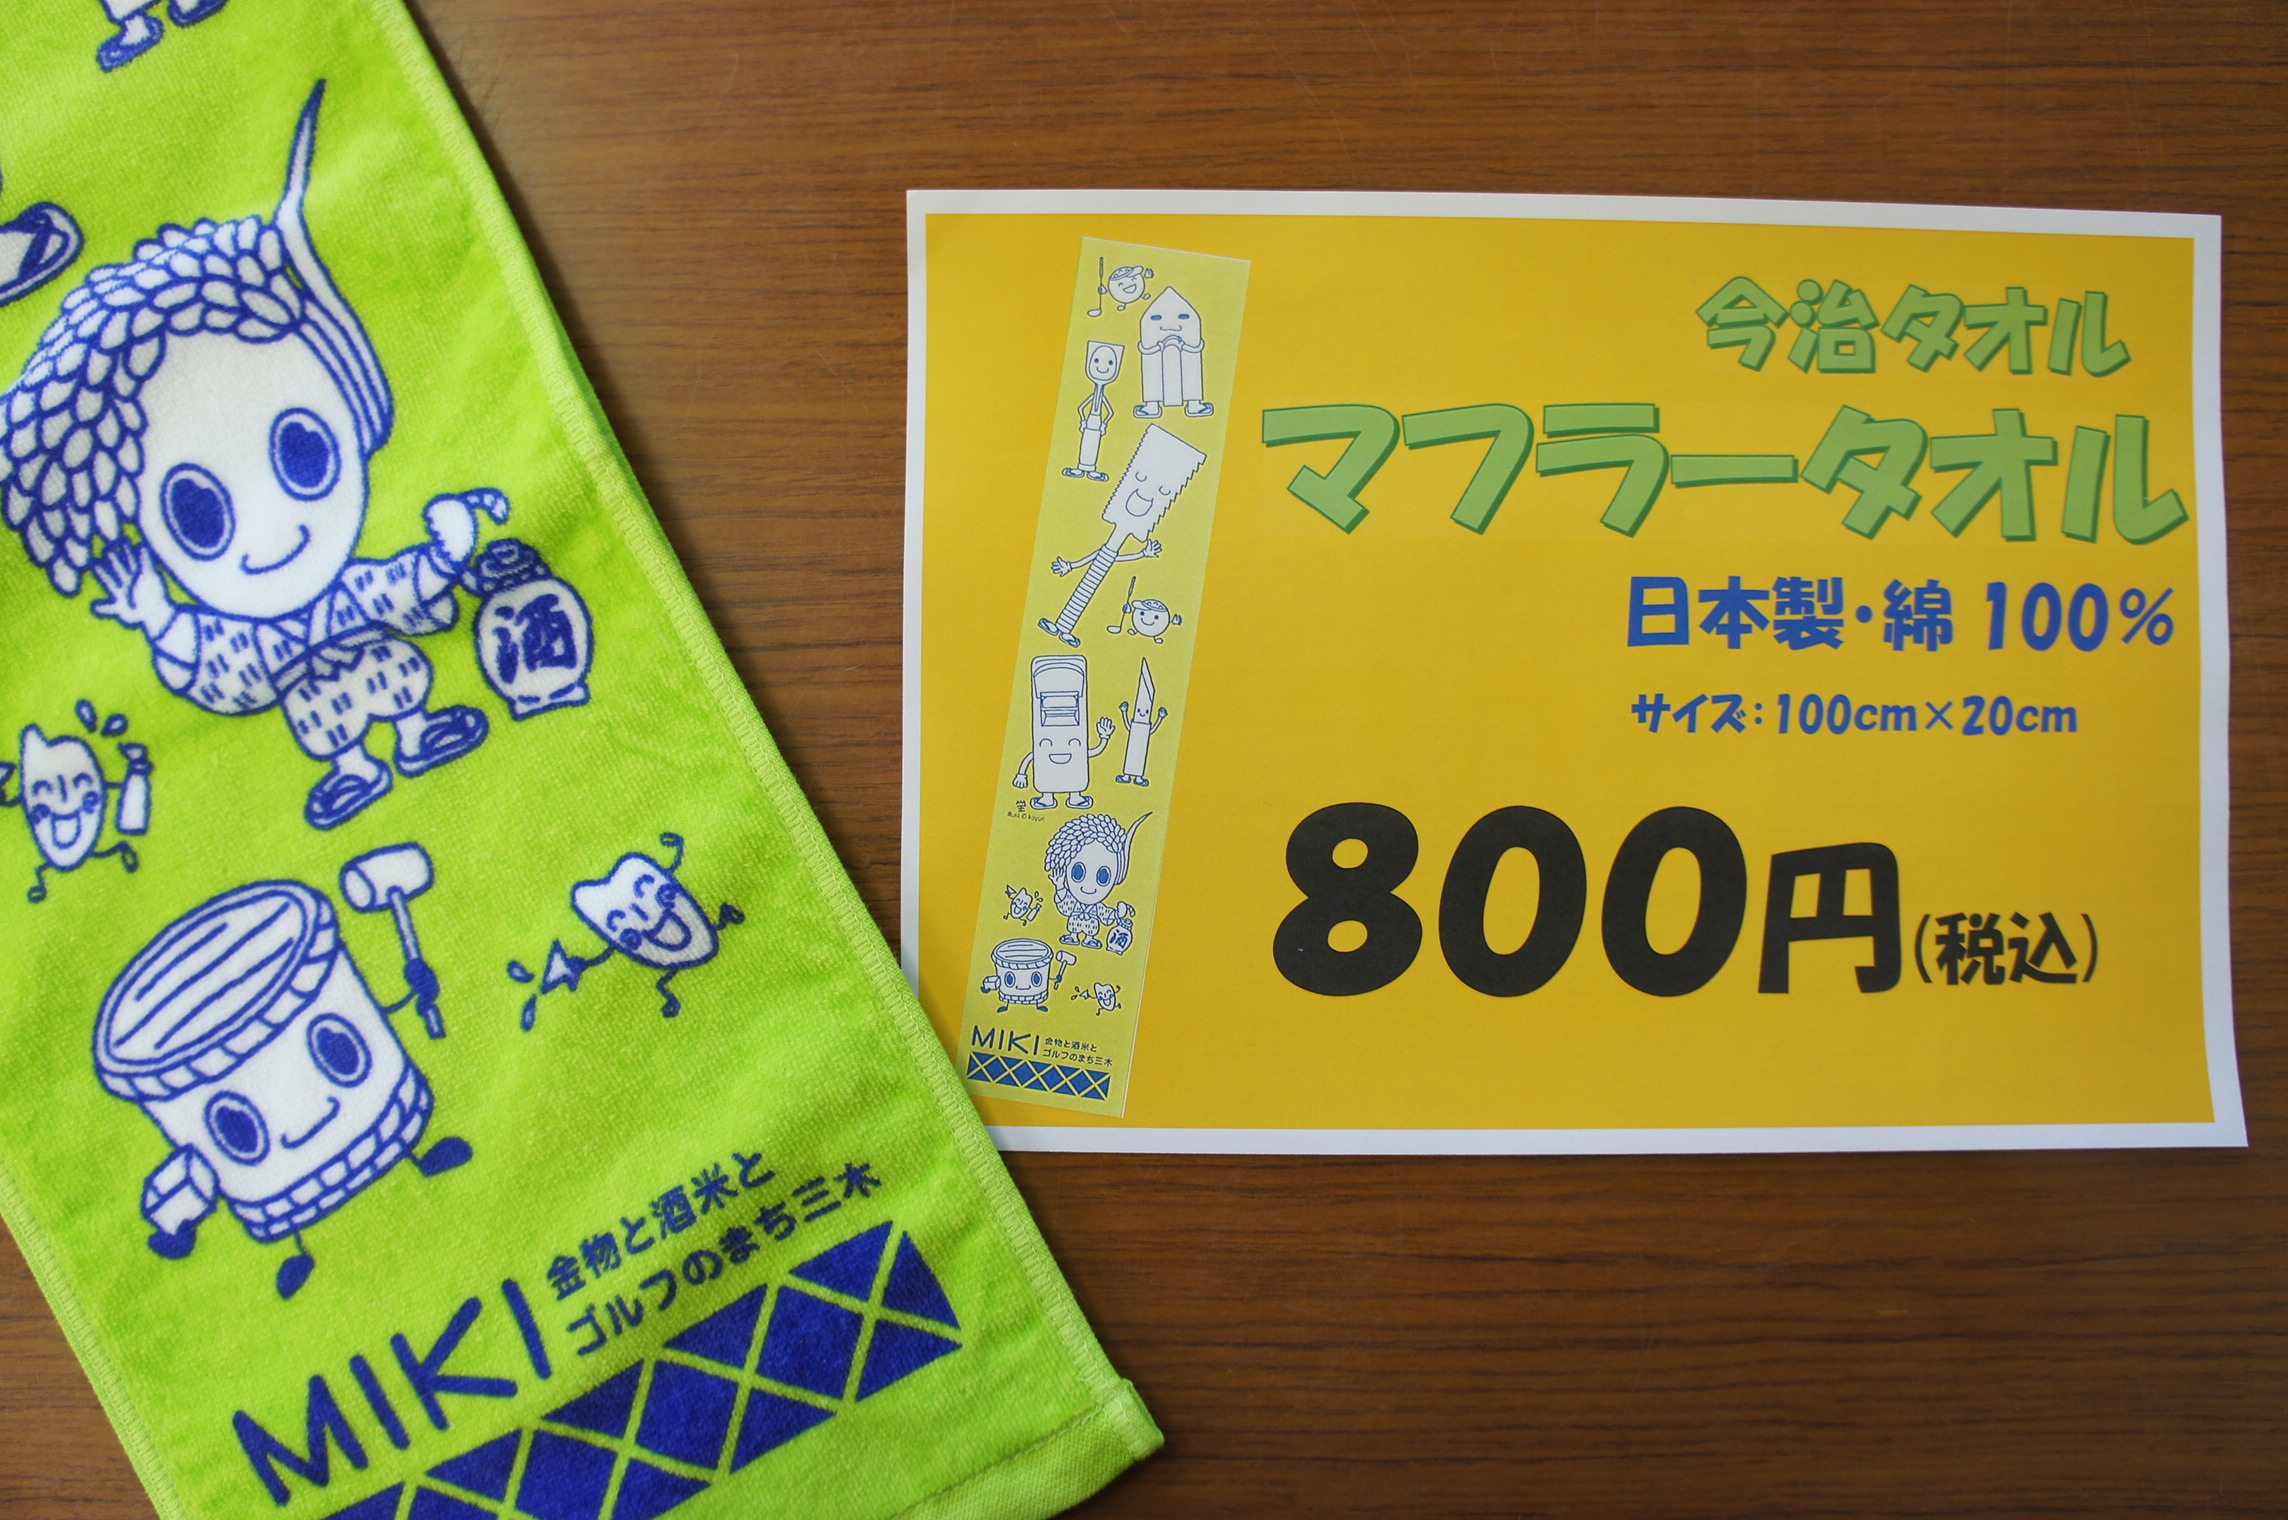 酒
MIKI
金物と酒米と
ゴルフのまち三木
今治タオル
マフラータオル
日本製・綿 100％
サイズ：100cm×20cm
800円(税込)
酒
MIKI
金物と酒米と
ゴルフのまち三木